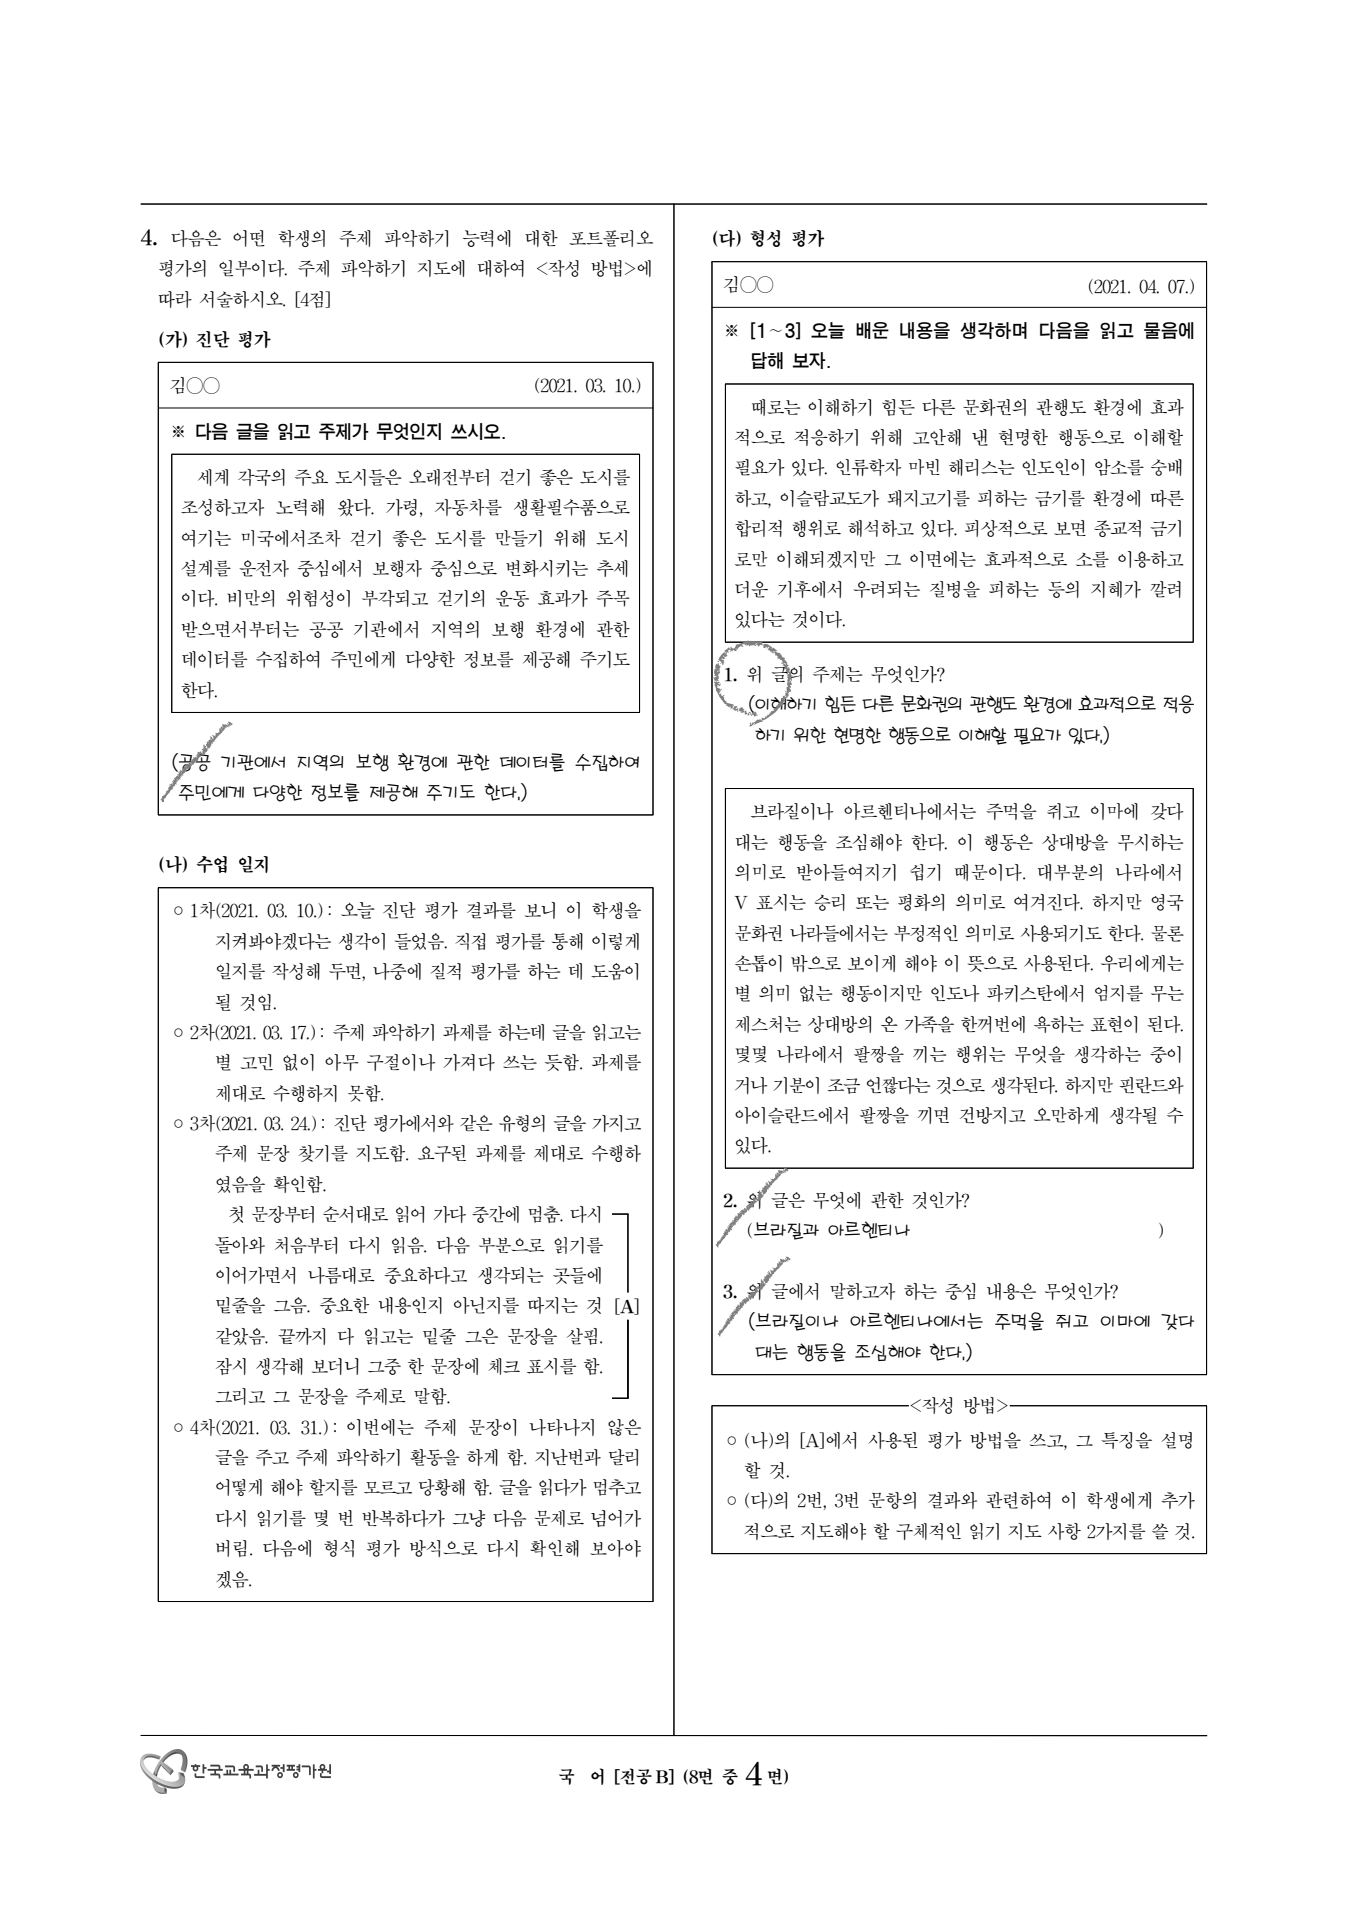 4. 다음은 어떤 학생의 주제 파악하기 능력에 대한 포트폴리오
평가의 일부이다. 주제 파악하기 지도에 대하여 <작성 방법>에
따라 서술하시오. [4점]
(가) 진단 평가
김○○ (2021. 03. 10.)
※ 다음 글을 읽고 주제가 무엇인지 쓰시오.
세계 각국의 주요 도시들은 오래전부터 걷기 좋은 도시를
조성하고자 노력해 왔다. 가령, 자동차를 생활필수품으로
여기는 미국에서조차 걷기 좋은 도시를 만들기 위해 도시
설계를 운전자 중심에서 보행자 중심으로 변화시키는 추세
이다. 비만의 위험성이 부각되고 걷기의 운동 효과가 주목
받으면서부터는 공공 기관에서 지역의 보행 환경에 관한
데이터를 수집하여 주민에게 다양한 정보를 제공해 주기도
한다.
(공공 기관에서 지역의 보행 환경에 관한 데이터를 수집하여
주민에게 다양한 정보를 제공해 주기도 한다.)
(나) 수업 일지
○ 1차(2021. 03. 10.) : 오늘 진단 평가 결과를 보니 이 학생을
지켜봐야겠다는 생각이 들었음. 직접 평가를 통해 이렇게
일지를 작성해 두면, 나중에 질적 평가를 하는 데 도움이
될 것임.
○ 2차(2021. 03. 17.) : 주제 파악하기 과제를 하는데 글을 읽고는
별 고민 없이 아무 구절이나 가져다 쓰는 듯함. 과제를
제대로 수행하지 못함.
○ 3차(2021. 03. 24.) : 진단 평가에서와 같은 유형의 글을 가지고
주제 문장 찾기를 지도함. 요구된 과제를 제대로 수행하
였음을 확인함.
첫 문장부터 순서대로 읽어 가다 중간에 멈춤. 다시
돌아와 처음부터 다시 읽음. 다음 부분으로 읽기를
이어가면서 나름대로 중요하다고 생각되는 곳들에
밑줄을 그음. 중요한 내용인지 아닌지를 따지는 것 [A]
같았음. 끝까지 다 읽고는 밑줄 그은 문장을 살핌.
잠시 생각해 보더니 그중 한 문장에 체크 표시를 함.
그리고 그 문장을 주제로 말함.
○ 4차(2021. 03. 31.) : 이번에는 주제 문장이 나타나지 않은
글을 주고 주제 파악하기 활동을 하게 함. 지난번과 달리
어떻게 해야 할지를 모르고 당황해 함. 글을 읽다가 멈추고
다시 읽기를 몇 번 반복하다가 그냥 다음 문제로 넘어가
버림. 다음에 형식 평가 방식으로 다시 확인해 보아야
겠음.
(다) 형성 평가
김○○ (2021. 04. 07.)
※ [1～3] 오늘 배운 내용을 생각하며 다음을 읽고 물음에
답해 보자.
때로는 이해하기 힘든 다른 문화권의 관행도 환경에 효과
적으로 적응하기 위해 고안해 낸 현명한 행동으로 이해할
필요가 있다. 인류학자 마빈 해리스는 인도인이 암소를 숭배
하고, 이슬람교도가 돼지고기를 피하는 금기를 환경에 따른
합리적 행위로 해석하고 있다. 피상적으로 보면 종교적 금기
로만 이해되겠지만 그 이면에는 효과적으로 소를 이용하고
더운 기후에서 우려되는 질병을 피하는 등의 지혜가 깔려
있다는 것이다.
1. 위 글의 주제는 무엇인가?
(이해하기 힘든 다른 문화권의 관행도 환경에 효과적으로 적응
하기 위한 현명한 행동으로 이해할 필요가 있다.)
브라질이나 아르헨티나에서는 주먹을 쥐고 이마에 갖다
대는 행동을 조심해야 한다. 이 행동은 상대방을 무시하는
의미로 받아들여지기 쉽기 때문이다. 대부분의 나라에서
V 표시는 승리 또는 평화의 의미로 여겨진다. 하지만 영국
문화권 나라들에서는 부정적인 의미로 사용되기도 한다. 물론
손톱이 밖으로 보이게 해야 이 뜻으로 사용된다. 우리에게는
별 의미 없는 행동이지만 인도나 파키스탄에서 엄지를 무는
제스처는 상대방의 온 가족을 한꺼번에 욕하는 표현이 된다.
몇몇 나라에서 팔짱을 끼는 행위는 무엇을 생각하는 중이
거나 기분이 조금 언짢다는 것으로 생각된다. 하지만 핀란드와
아이슬란드에서 팔짱을 끼면 건방지고 오만하게 생각될 수
있다.
2. 위 글은 무엇에 관한 것인가?
(브라질과 아르헨티나 )
3. 위 글에서 말하고자 하는 중심 내용은 무엇인가?
(브라질이나 아르헨티나에서는 주먹을 쥐고 이마에 갖다
대는 행동을 조심해야 한다.)
<작성 방법>
○ (나)의 [A]에서 사용된 평가 방법을 쓰고, 그 특징을 설명
할 것.
○ (다)의 2번, 3번 문항의 결과와 관련하여 이 학생에게 추가
적으로 지도해야 할 구체적인 읽기 지도 사항 2가지를 쓸 것.
한국교육과정평가원
국 어 [전공 B] (8면 중 4 면)